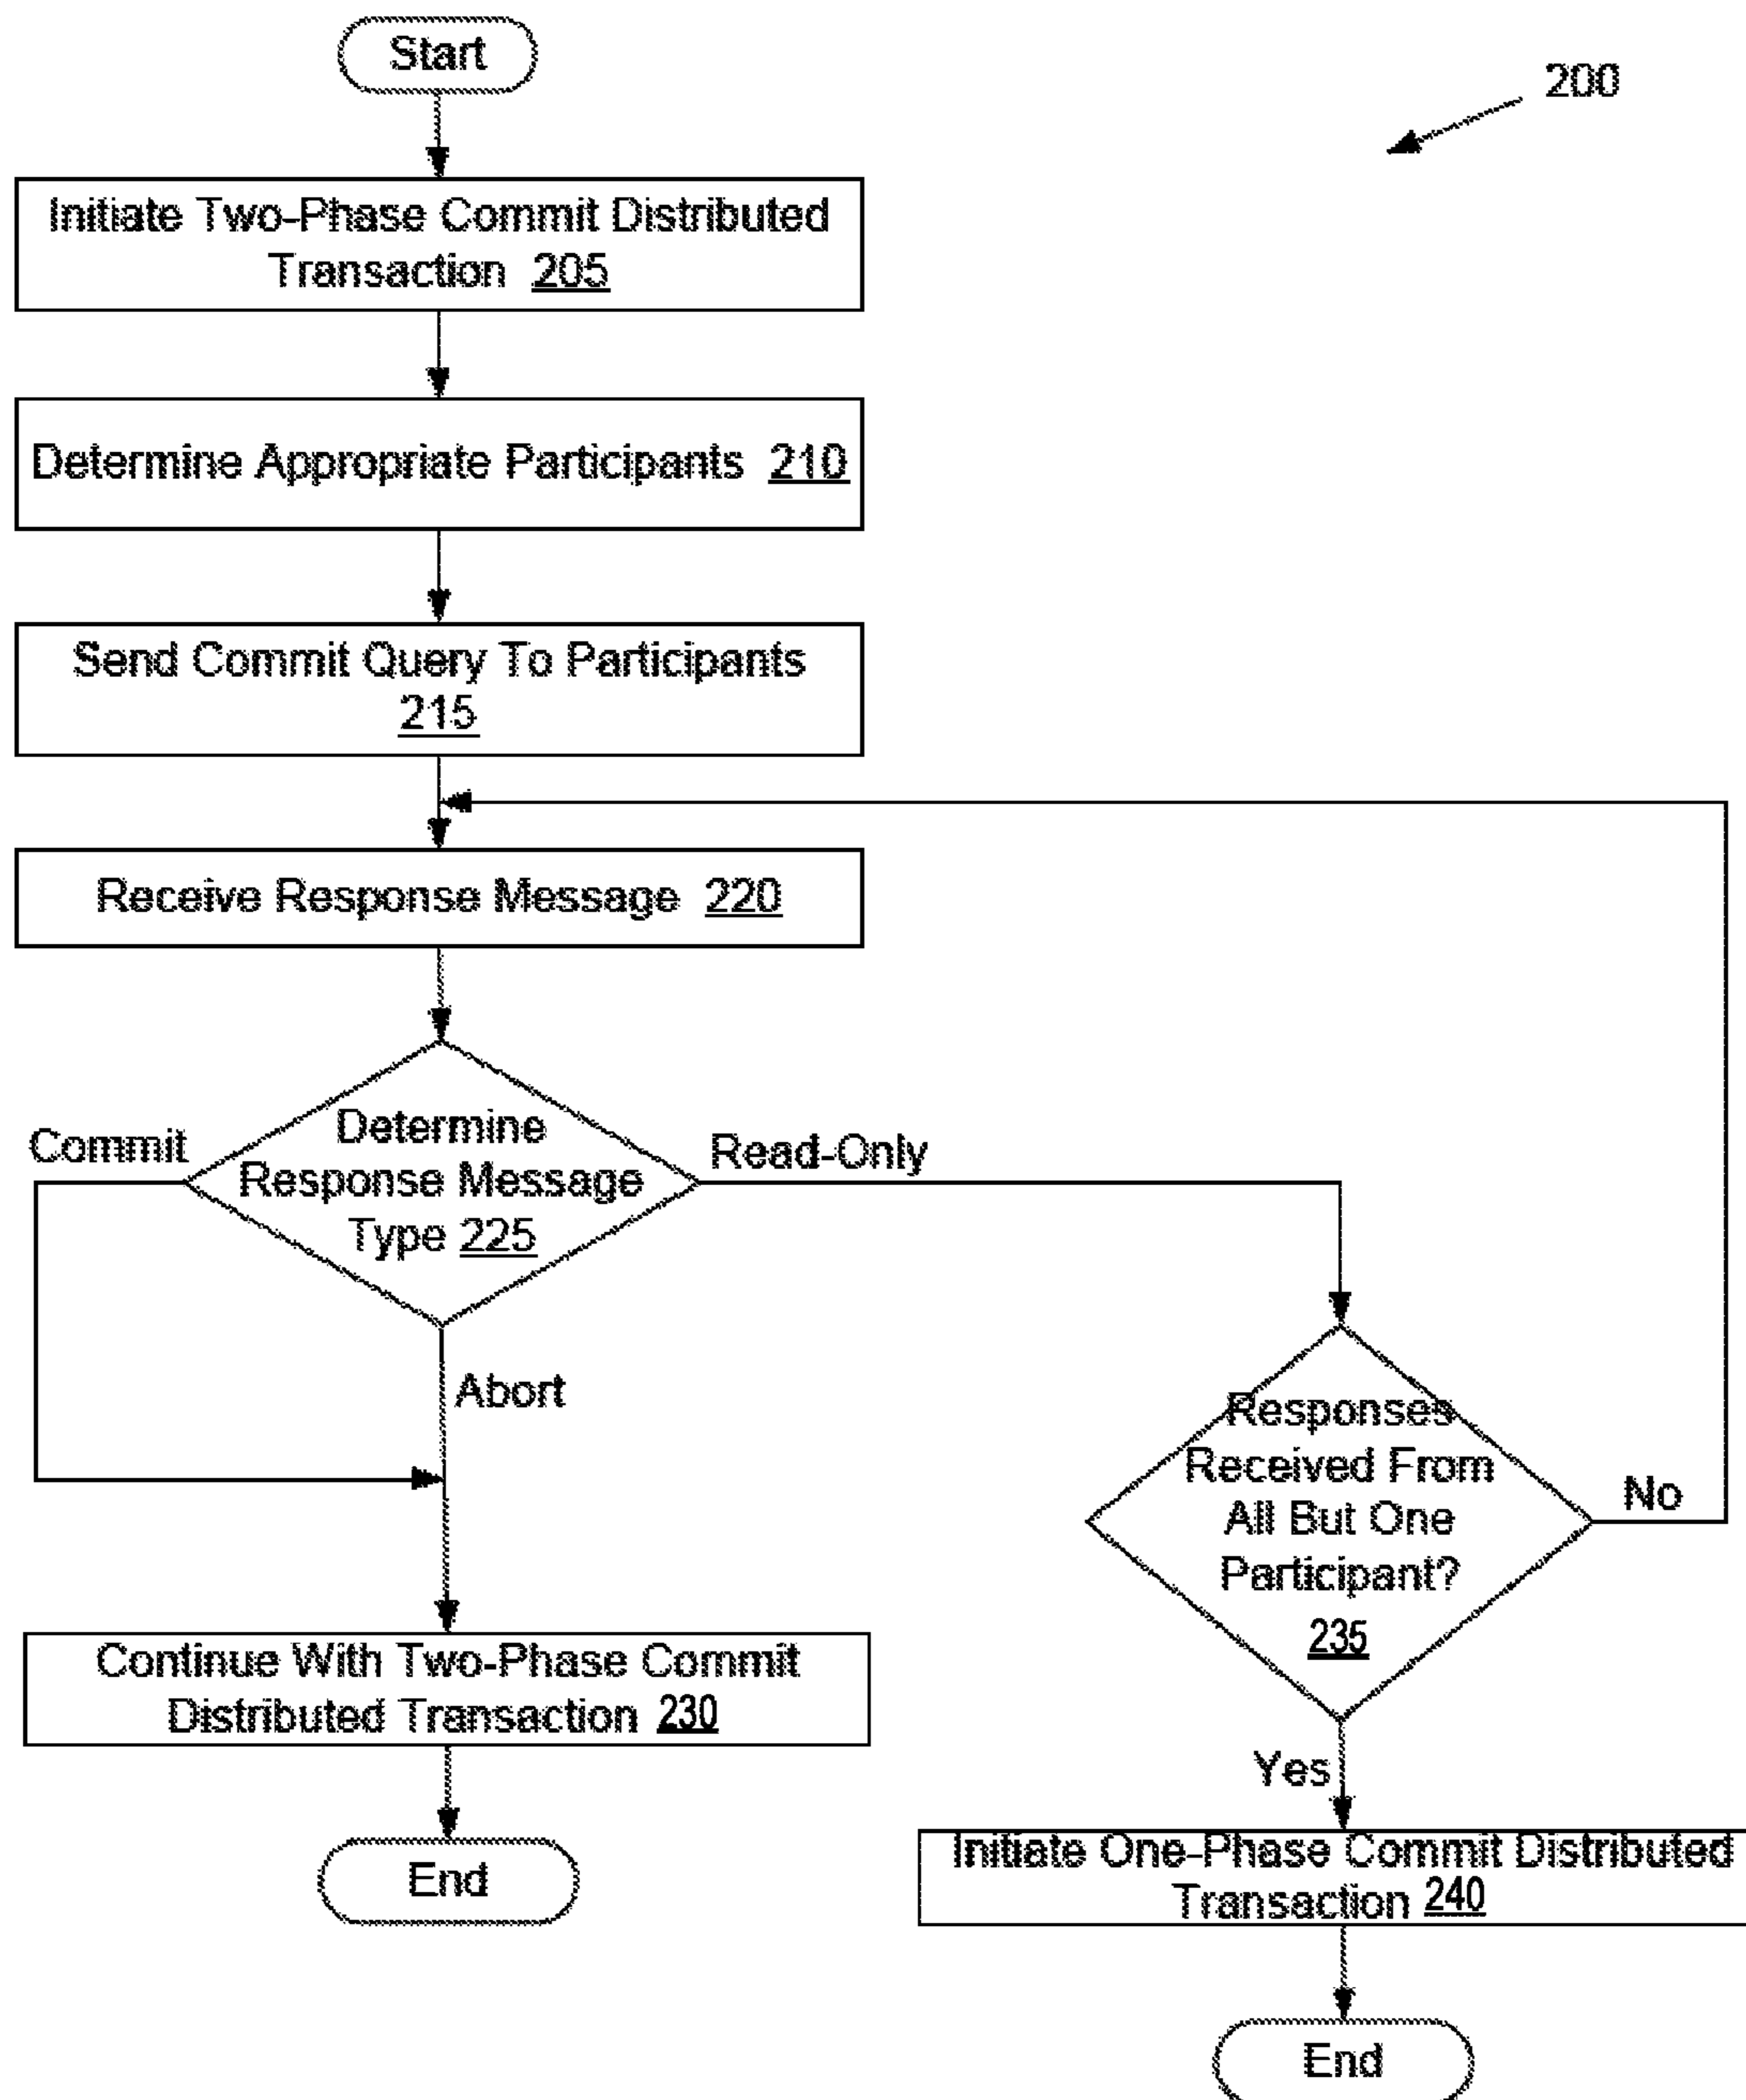 Start
200
Initiate Two-Phase Commit Distributed
Transaction 205
Determine Appropriate Participants 210
Send Commit Query To Participants
215
Receive Response Message 220
Determine
Response Message
Type 225
Commit
Read-Only
Abort
Responses
Received From
All But One
Participant?
235
No
Continue With Two-Phase Commit
Distributed Transaction 230
Yes
Initiate One-Phase Commit Distributed
Transaction 240
End
End